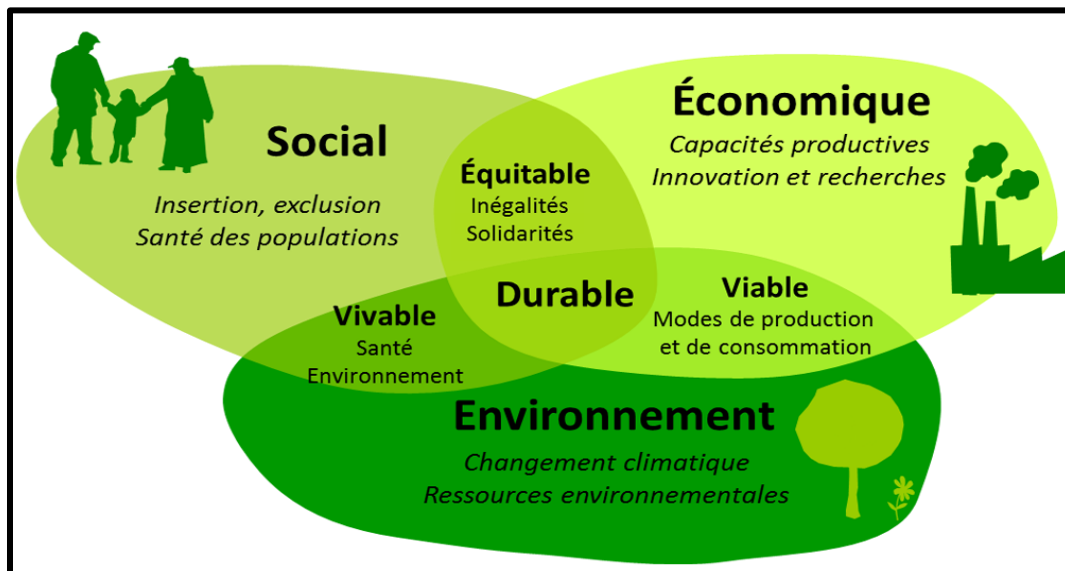 Social
Insertion, exclusion
Santé des populations
Économique
Capacités productives
Innovation et recherches
Équitable
Inégalités
Solidarités
Durable
Vivable
Santé
Environnement
Viable
Modes de production
et de consommation
Environnement
Changement climatique
Ressources environnementales